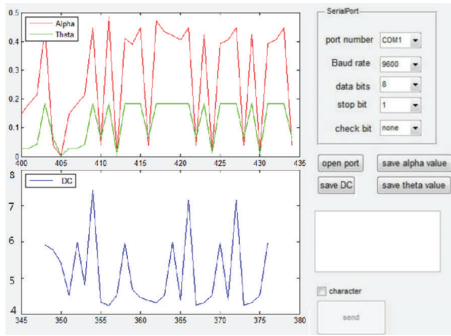 0.5
0.4
0.3
0.2
0.1
0
Alpha
Theta
400 405 410 415 420 425 430 435
8
7
6
5
4
DC
345 350 355 360 365 370 375 380
SerialPort
port number COM1
Baud rate 9600
data bits 8
stop bit 1
check bit none
open port save alpha value
save DC save theta value
character
send